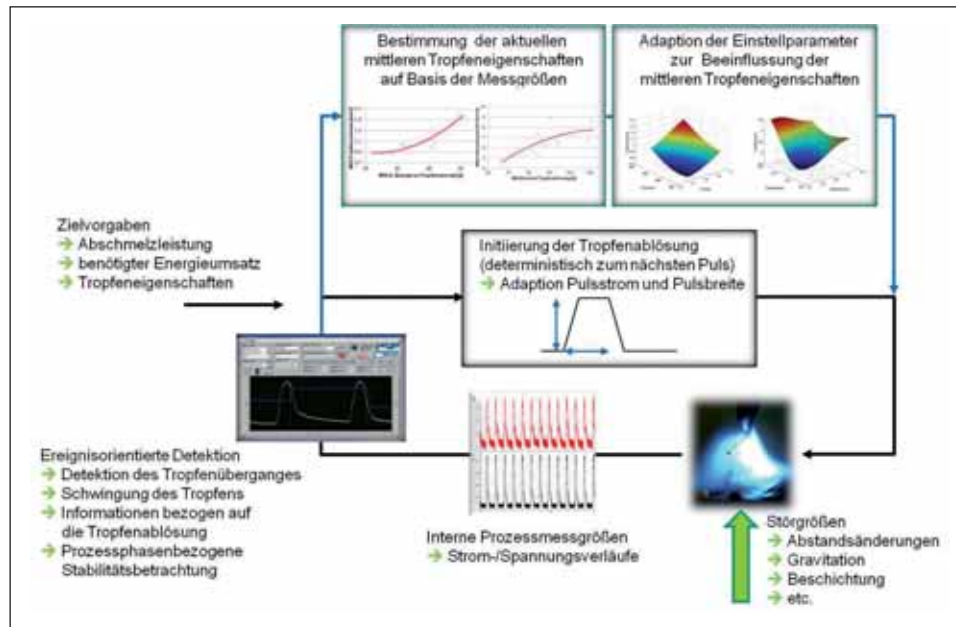 Bestimmung der aktuellen
mittleren Tropfeneigenschaften
auf Basis der Messgrößen
Adaption der Einstellparameter
zur Beeinflussung der
mittleren Tropfeneigenschaften
Zielvorgaben
→ Abschmelzleistung
→ benötigter Energieumsatz
→ Tropfeneigenschaften
Initiierung der Tropfenablösung
(deterministisch zum nächsten Puls)
→ Adaption Pulsstrom und Pulsbreite
Ereignisorientierte Detektion
→ Detektion des Tropfenüberganges
→ Schwingung des Tropfens
→ Informationen bezogen auf
die Tropfenablösung
→ Prozessphasenbezogene
Stabilitätsbetrachtung
Interne Prozessmessgrößen
→ Strom-/Spannungsverläufe
Störgrößen
→ Abstandsänderungen
→ Gravitation
→ Beschichtung
→ etc.